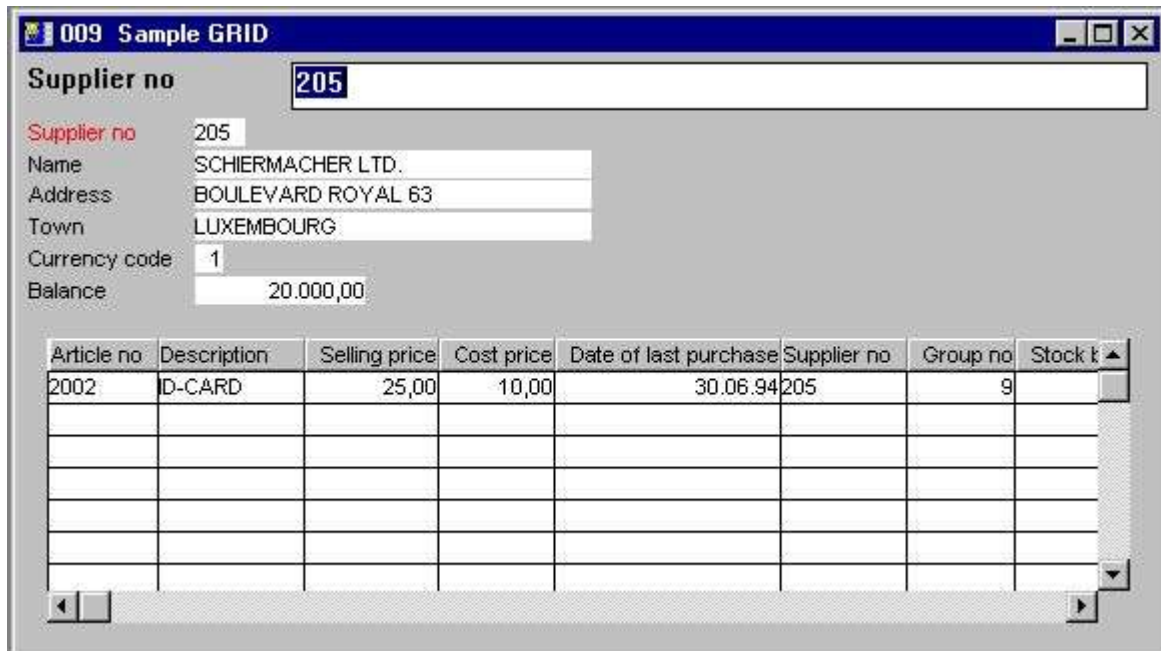 009 Sample GRID
Supplier no 205
Supplier no 205
Name SCHIERMACHER LTD.
Address BOULEVARD ROYAL 63
Town LUXEMBOURG
Currency code 1
Balance 20.000,00
Article no Description Selling price Cost price Date of last purchase Supplier no Group no Stock
2002 ID-CARD 25,00 10,00 30.06.94 205 9